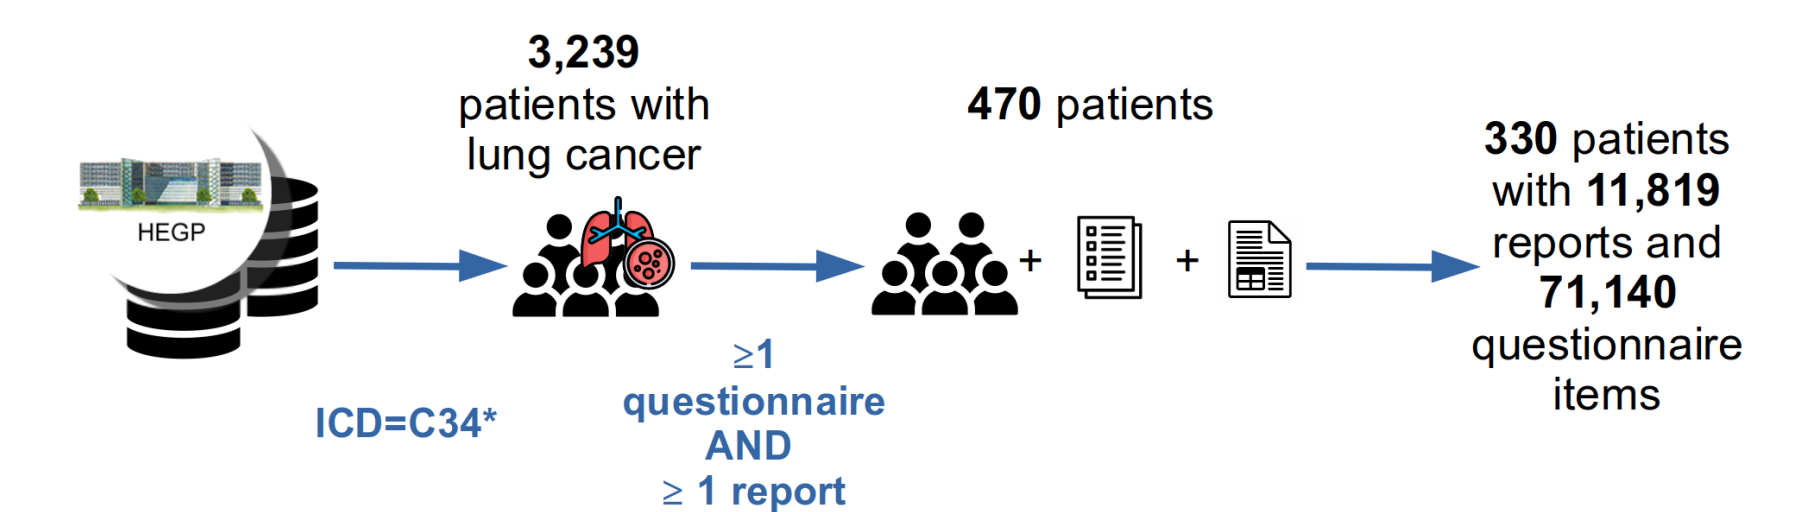 HEGP
ICD=C34*
3,239
patients with
lung cancer
≥1
questionnaire
AND
≥ 1 report
470 patients
+
+
330 patients
with 11,819
reports and
71,140
questionnaire
items